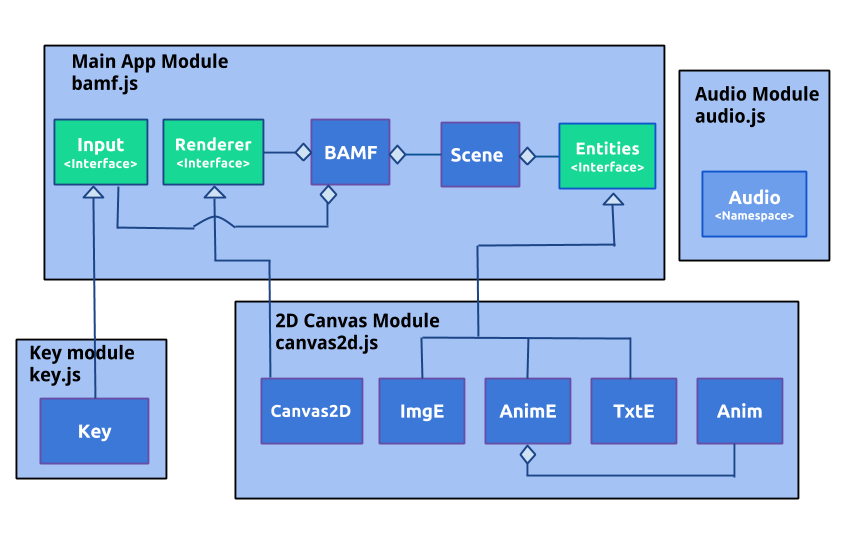 Main App Module
bamf.js
Input
<Interface>
Renderer
<Interface>
BAMF
Scene
Entities
<Interface>
Audio Module
audio.js
Audio
<Namespace>
2D Canvas Module
canvas2d.js
Key module
key.js
Canvas2D
ImgE
AnimE
TxtE
Anim
Key